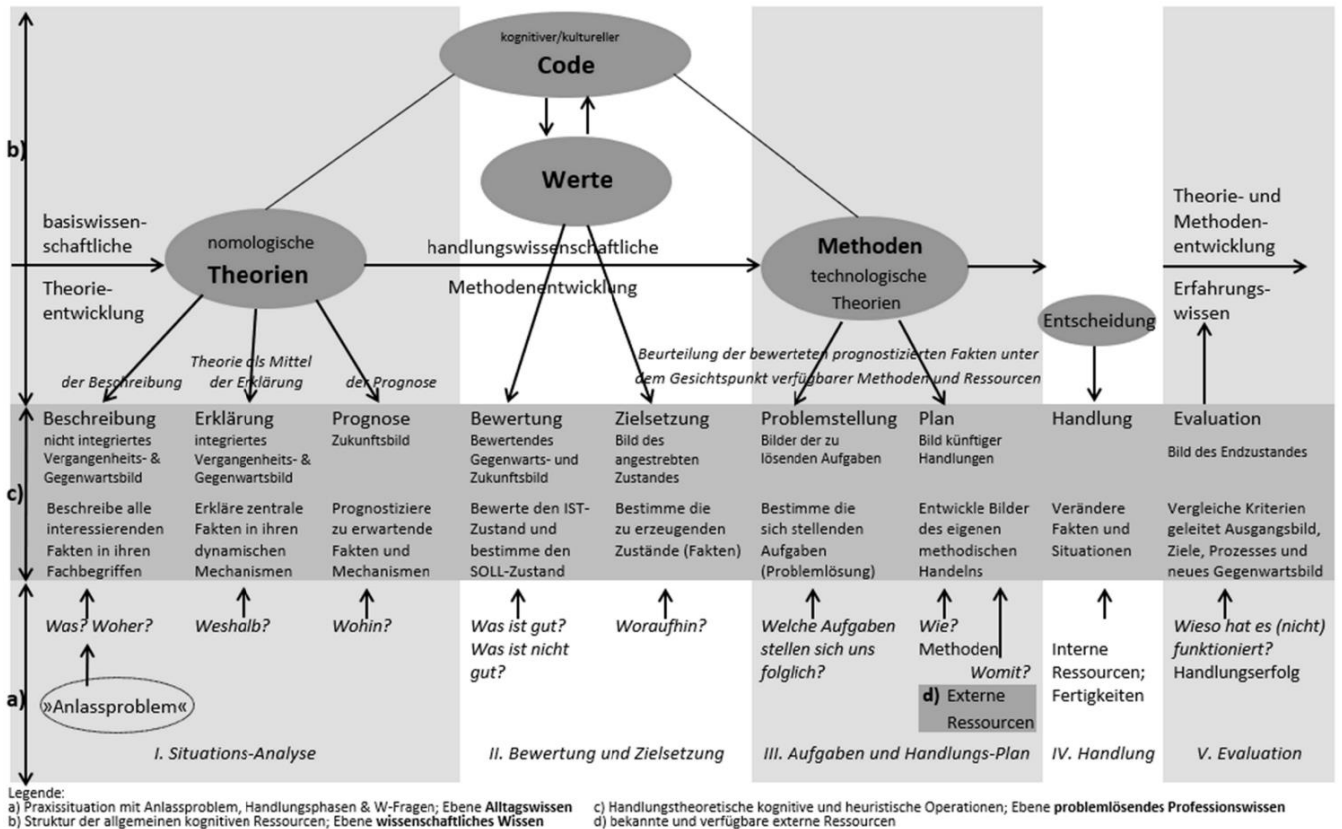 kognitiver/kultureller
Code
b)
Werte
basiswissen-
schaftliche
Theorie-
entwicklung
nomologische
Theorien
handlungswissenschaftliche
Methodenentwicklung
Methoden
technologische
Theorien
Entscheidung
Theorie- und
Methoden-
entwicklung
Erfahrungs-
wissen
der Beschreibung
Theorie als Mittel
der Erklärung
der Prognose
Beurteilung der bewerteten prognostizierten Fakten unter
dem Gesichtspunkt verfügbarer Methoden und Ressourcen
c)
Beschreibung
nicht integriertes
Vergangenheits- &
Gegenwartsbild
Beschreibe alle
interessierenden
Fakten in ihren
Fachbegriffen
Erklärung
integriertes
Vergangenheits- &
Gegenwartsbild
Erkläre zentrale
Fakten in ihren
dynamischen
Mechanismen
Prognose
Zukunftsbild
Prognostiziere
zu erwartende
Fakten und
Mechanismen
Bewertung
Bewertendes
Gegenwarts- und
Zukunftsbild
Bewerte den IST-
Zustand und
bestimme den
SOLL-Zustand
Zielsetzung
Bild des
angestrebten
Zustandes
Bestimme die
zu erzeugenden
Zustände (Fakten)
Problemstellung
Bilder der zu
lösenden Aufgaben
Bestimme die
sich stellenden
Aufgaben
(Problemlösung)
Plan
Bild künftiger
Handlungen
Entwickle Bilder
des eigenen
methodischen
Handelns
Handlung
Verändere
Fakten und
Situationen
Evaluation
Bild des Endzustandes
Vergleiche Kriterien
geleitet Ausgangsbild,
Ziele, Prozesses und
neues Gegenwartsbild
a)
Was? Woher?
»Anlassproblem«
Weshalb?
Wohin?
Was ist gut?
Was ist nicht
gut?
Woraufhin?
Welche Aufgaben
stellen sich uns
folglich?
Wie?
Methoden
Womit?
d) Externe
Ressourcen
Interne
Ressourcen;
Fertigkeiten
Wieso hat es (nicht)
funktioniert?
Handlungserfolg
I. Situations-Analyse
II. Bewertung und Zielsetzung
III. Aufgaben und Handlungs-Plan
IV. Handlung
V. Evaluation
Legende:
a) Praxissituation mit Anlassproblem, Handlungsphasen & W-Fragen; Ebene Alltagswissen
b) Struktur der allgemeinen kognitiven Ressourcen; Ebene wissenschaftliches Wissen
c) Handlungstheoretische kognitive und heuristische Operationen; Ebene problemlösendes Professionswissen
d) bekannte und verfügbare externe Ressourcen